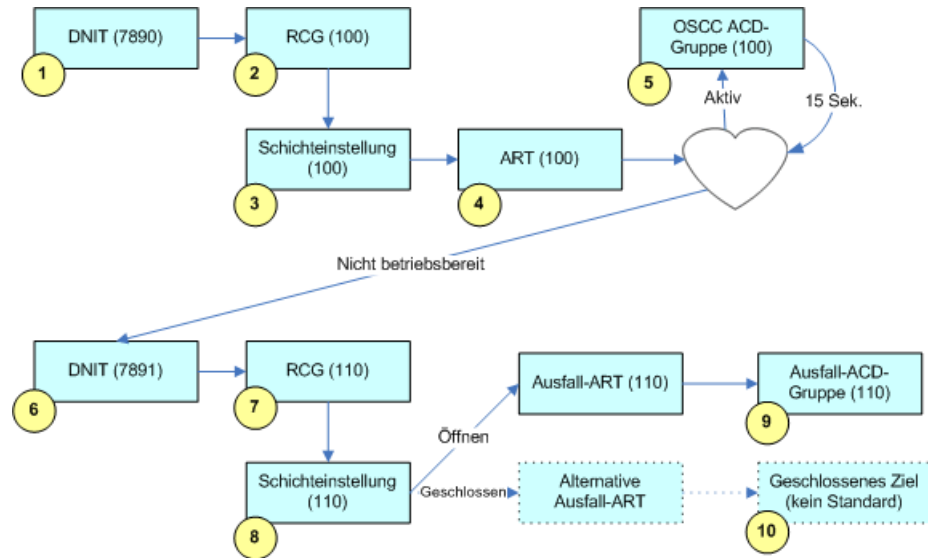 DNIT (7890)
1
RCG (100)
2
OSCC ACD-
Gruppe (100)
5
Aktiv
15 Sek.
Schichteinstellung
(100)
3
ART (100)
4
Nicht betriebsbereit
DNIT (7891)
6
RCG (110)
7
Ausfall-ART (110)
Ausfall-ACD-
Gruppe (110)
9
Öffnen
Schichteinstellung
(110)
8
Geschlossen
Alternative
Ausfall-ART
Geschlossenes Ziel
(kein Standard)
10